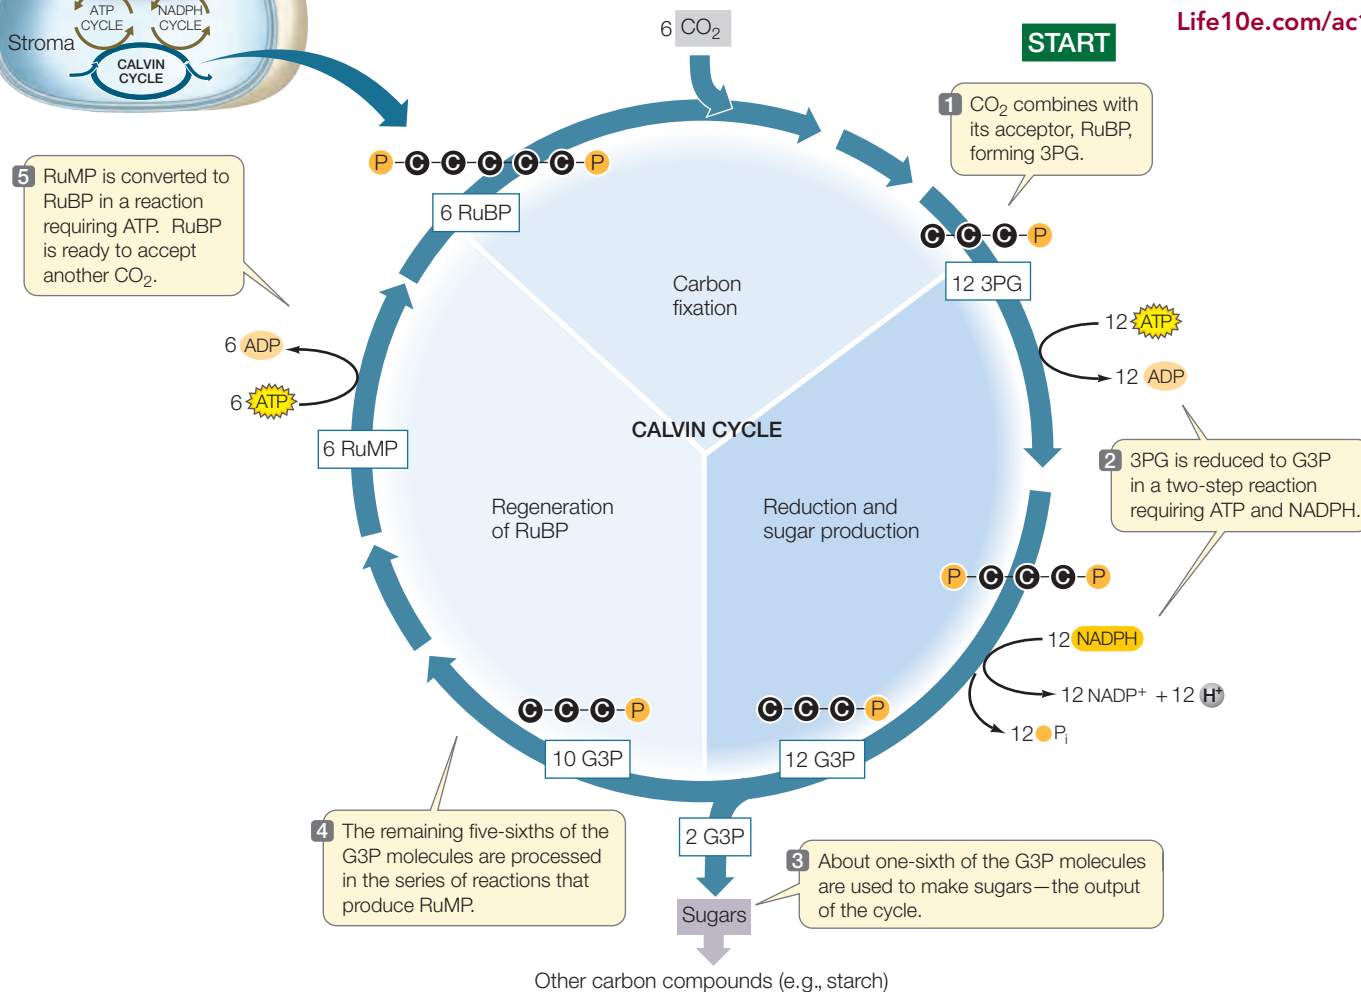 ATP
CYCLE
NADPH
CYCLE
Stroma
CALVIN
CYCLE
6 CO2
START
Life10e.com/ac
1 CO2 combines with
its acceptor, RuBP,
forming 3PG.
P-C-C-C-C-C-P
6 RuBP
5 RuMP is converted to
RuBP in a reaction
requiring ATP. RuBP
is ready to accept
another CO2.
C-C-C-P
12 3PG
Carbon
fixation
12 ATP
12 ADP
6 ADP
6 ATP
CALVIN CYCLE
6 RuMP
2 3PG is reduced to G3P
in a two-step reaction
requiring ATP and NADPH.
Regeneration
of RuBP
Reduction and
sugar production
P-C-C-C-P
12 NADPH
12 NADP+ + 12 H+
12 Pi
C-C-C-P
10 G3P
C-C-C-P
12 G3P
2 G3P
4 The remaining five-sixths of the
G3P molecules are processed
in the series of reactions that
produce RuMP.
3 About one-sixth of the G3P molecules
are used to make sugars—the output
of the cycle.
Sugars
Other carbon compounds (e.g., starch)